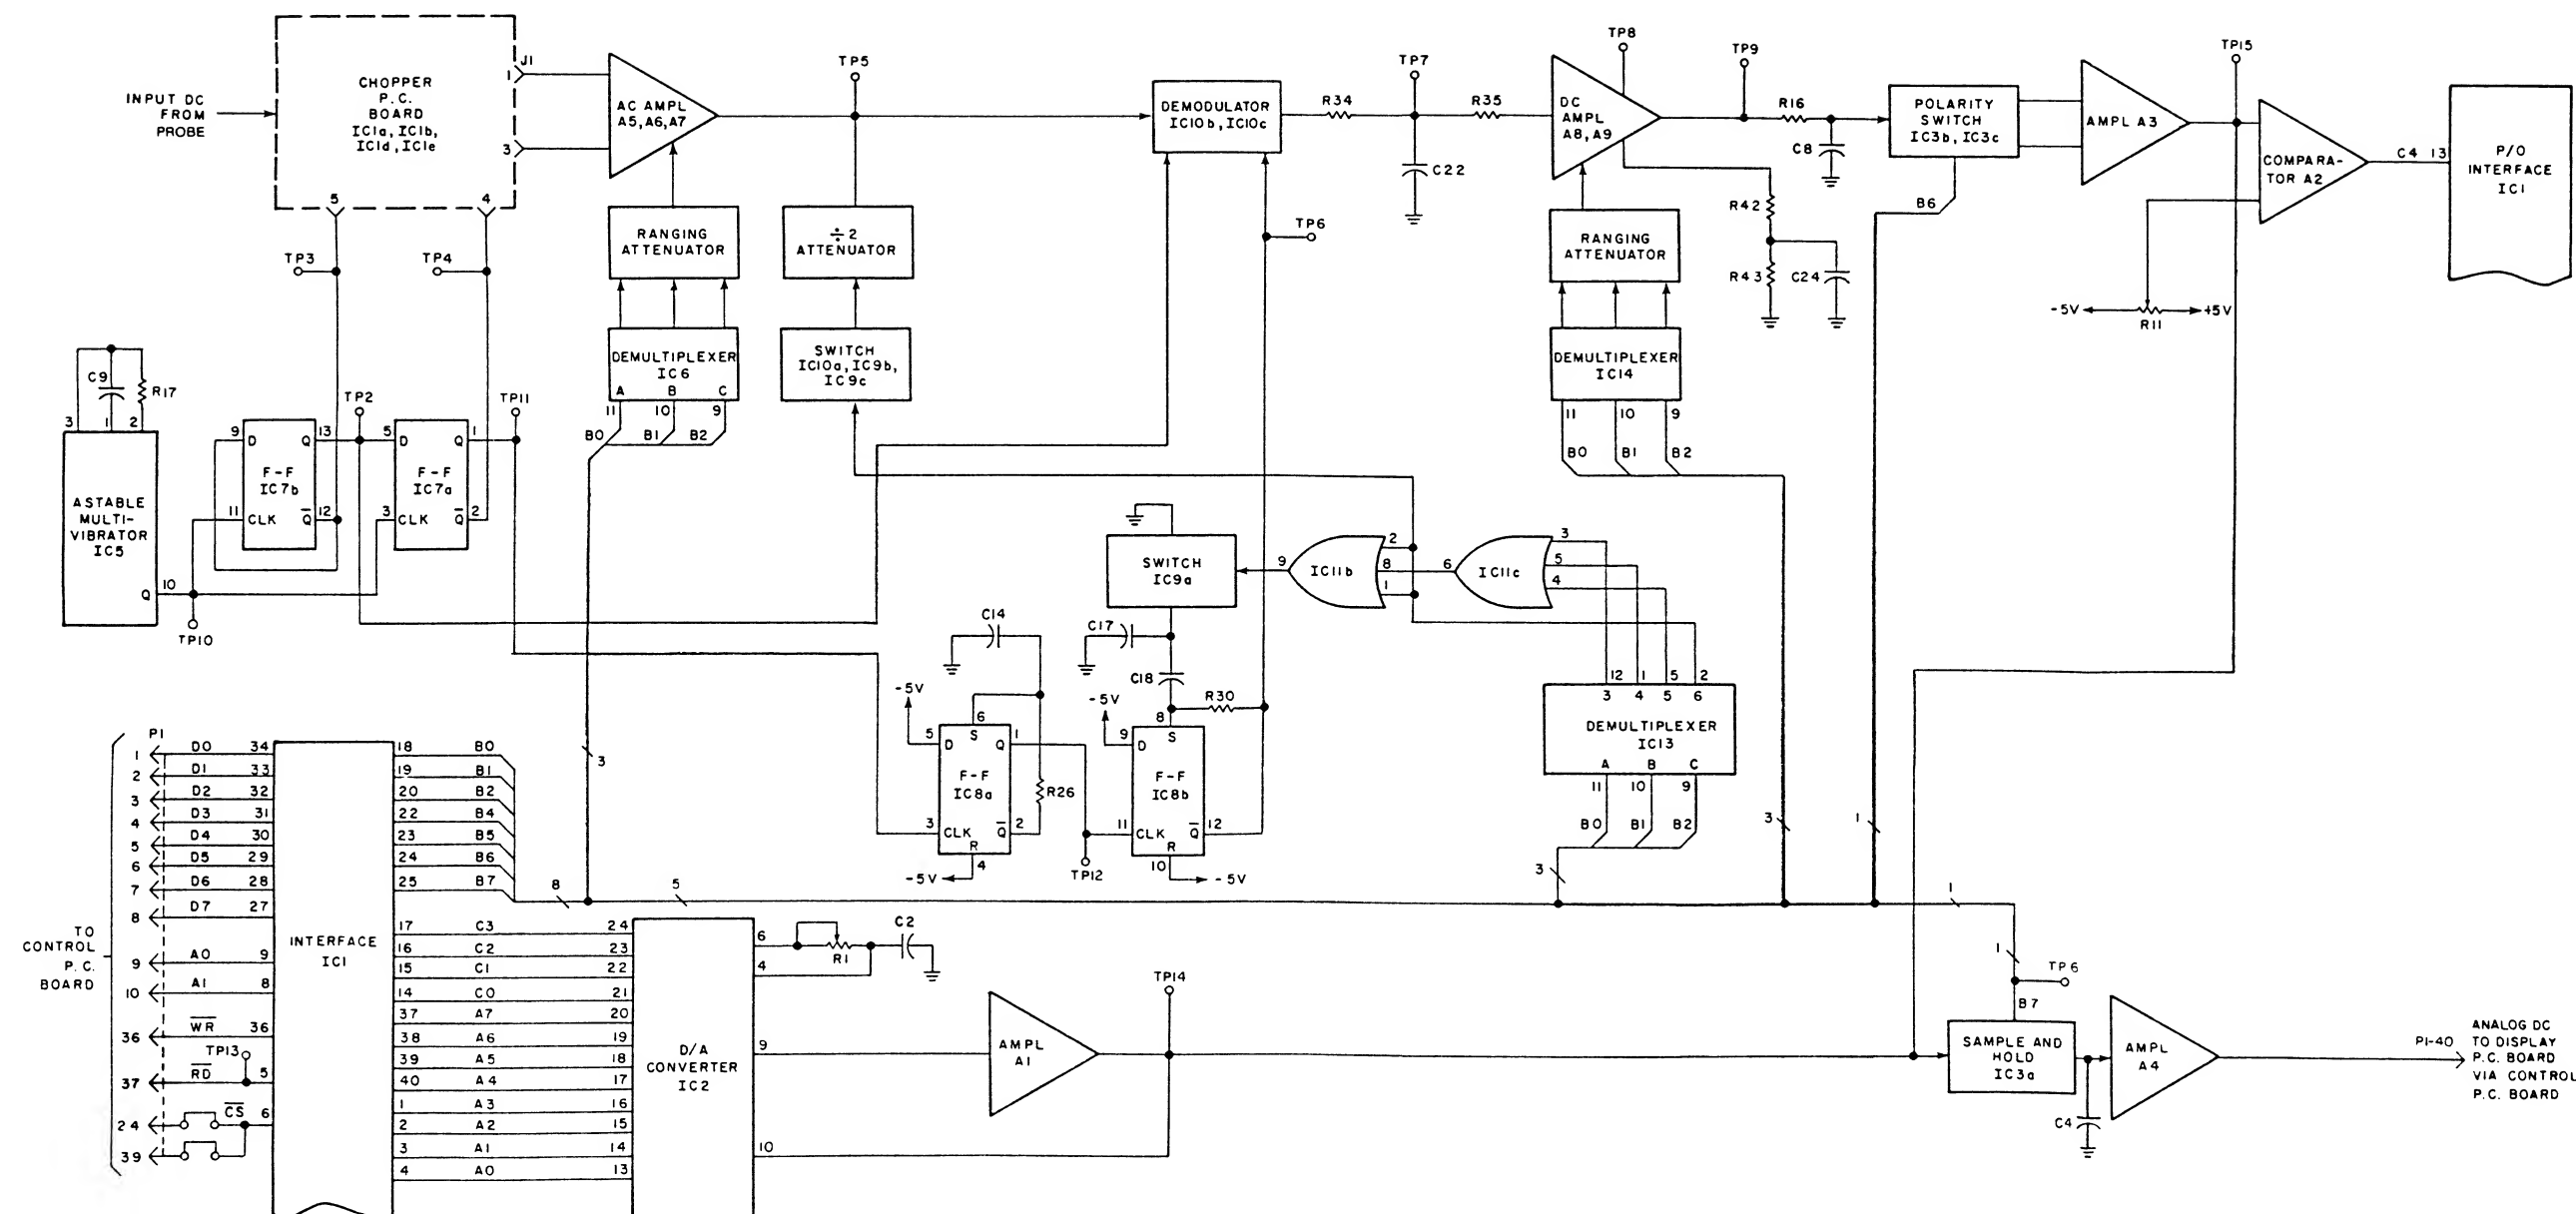 INPUT DC
FROM
PROBE
CHOPPER
P.C.
BOARD
IC1a, IC1b,
IC1d, IC1e
J1
1
3
5
4
AC AMPL
A5, A6, A7
TP5
DEMODULATOR
IC10b, IC10c
R34
TP7
R35
C22
DC
AMPL
A8, A9
TP8
TP9
R16
C8
POLARITY
SWITCH
IC3b, IC3c
B6
AMPL A3
TP15
COMPARA-
TOR A2
C4 13
P/O
INTERFACE
IC1
-5V
R11
+5V
R42
R43
C24
TP3
TP4
RANGING
ATTENUATOR
÷2
ATTENUATOR
TP6
RANGING
ATTENUATOR
DEMULTIPLEXER
IC6
A B C
11 10 9
B0 B1 B2
SWITCH
IC10a, IC9b,
IC9c
DEMULTIPLEXER
IC14
11 10 9
B0 B1 B2
C9
R17
3 1 2
ASTABLE
MULTI-
VIBRATOR
IC5
Q
10
TP10
9 D Q 13
F-F
IC7b
11 CLK Q 12
TP2
5 D Q 1
F-F
IC7a
3 CLK Q 2
TP11
SWITCH
IC9a
9
IC11b
2
8
1
6
IC11c
3
5
4
C14
C17
C18
R30
-5V
6
5 D S Q 1
F-F
IC8a
3 CLK Q 2
R
4
-5V
R26
TP12
-5V
8
9 D S
F-F
IC8b
11 CLK Q 12
R
10
-5V
12 1 5 2
3 4 5 6
DEMULTIPLEXER
IC13
A B C
11 10 9
B0 B1 B2
3
3
3
1
1
8
5
1
TO
CONTROL
P.C.
BOARD
P1
1 D0 34
2 D1 33
3 D2 32
4 D3 31
5 D4 30
6 D5 29
7 D6 28
8 D7 27
9 A0 9
10 A1 8
36 WR 36
TP13
37 RD 5
24 CS 6
39
INTERFACE
IC1
18 B0
19 B1
20 B2
22 B4
23 B5
24 B6
25 B7
17 C3 24
16 C2 23
15 C1 22
14 C0 21
37 A7 20
38 A6 19
39 A5 18
40 A4 17
1 A3 16
2 A2 15
3 A1 14
4 A0 13
D/A
CONVERTER
IC2
6
4
9
10
R1
C2
AMPL
A1
TP14
TP6
B7
SAMPLE AND
HOLD
IC3a
C4
AMPL
A4
P1-40
ANALOG DC
TO DISPLAY
P.C. BOARD
VIA CONTROL
P.C. BOARD